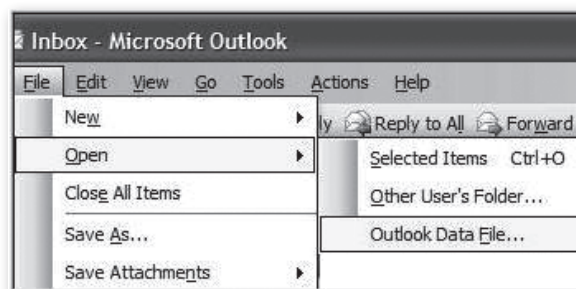 Inbox - Microsoft Outlook
File Edit View Go Tools Actions Help
New
Reply to All Forward
Open
Selected Items Ctrl+O
Close All Items
Other User's Folder...
Save As...
Outlook Data File...
Save Attachments